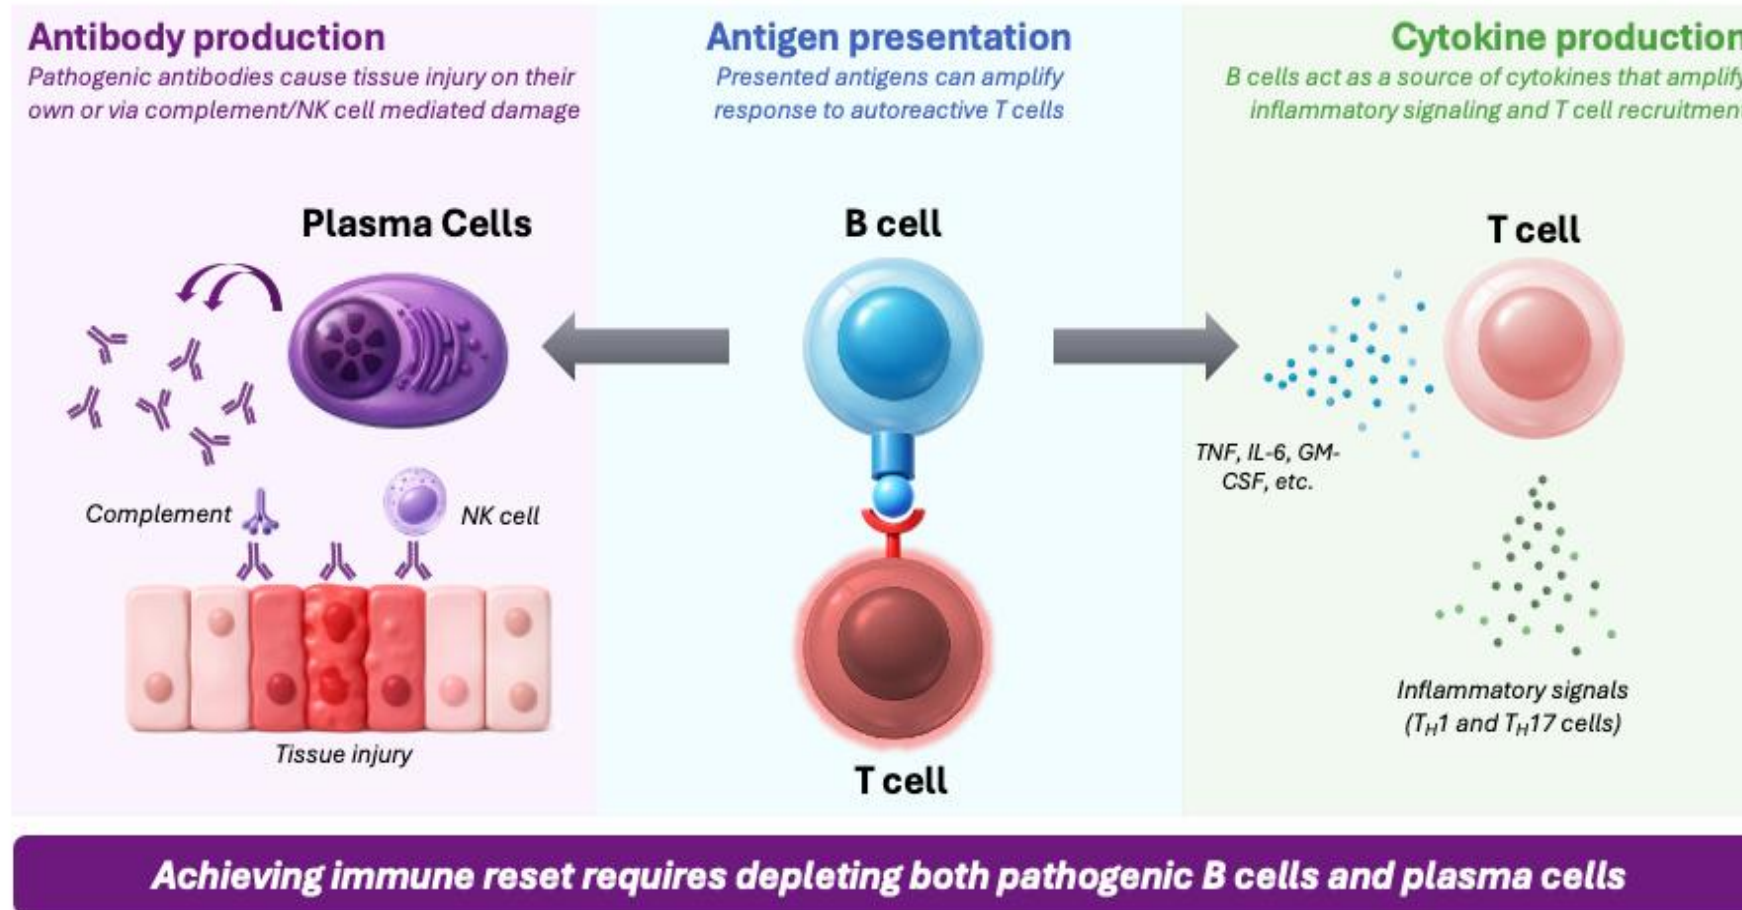 Antibody production
Pathogenic antibodies cause tissue injury on their
own or via complement/NK cell mediated damage
Antigen presentation
Presented antigens can amplify
response to autoreactive T cells
Cytokine production
B cells act as a source of cytokines that amplify
inflammatory signaling and T cell recruitmen
Plasma Cells
B cell
T cell
Complement
NK cell
Tissue injury
T cell
TNF, IL-6, GM-
CSF, etc.
Inflammatory signals
(TH1 and TH17 cells)
Achieving immune reset requires depleting both pathogenic B cells and plasma cells